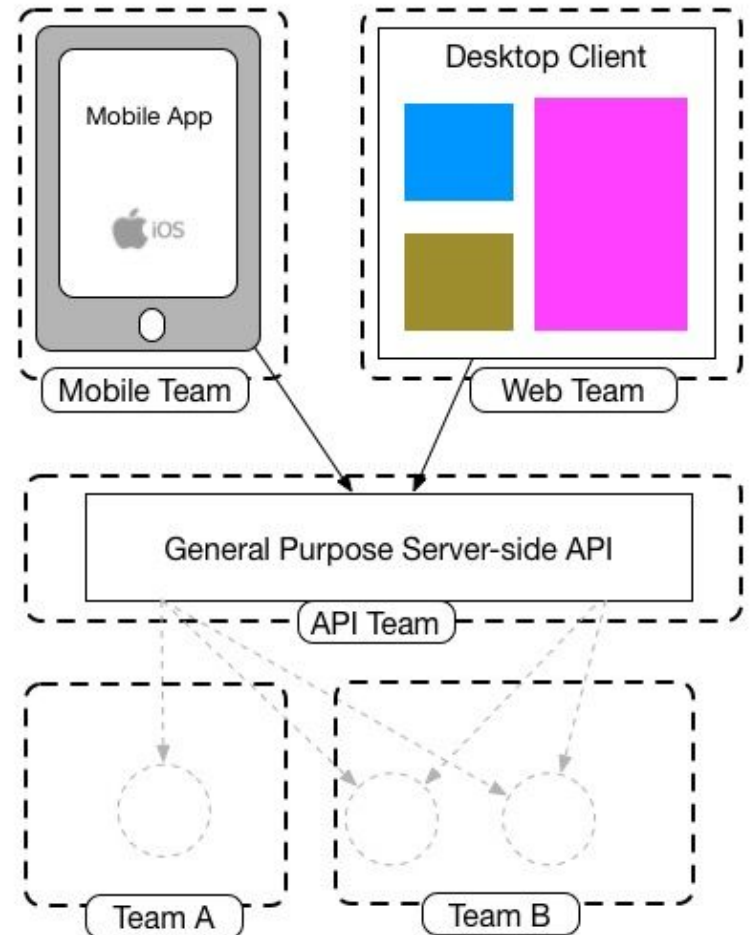 Desktop Client
Mobile App
iOS
Mobile Team
Web Team
General Purpose Server-side API
API Team
Team A
Team B